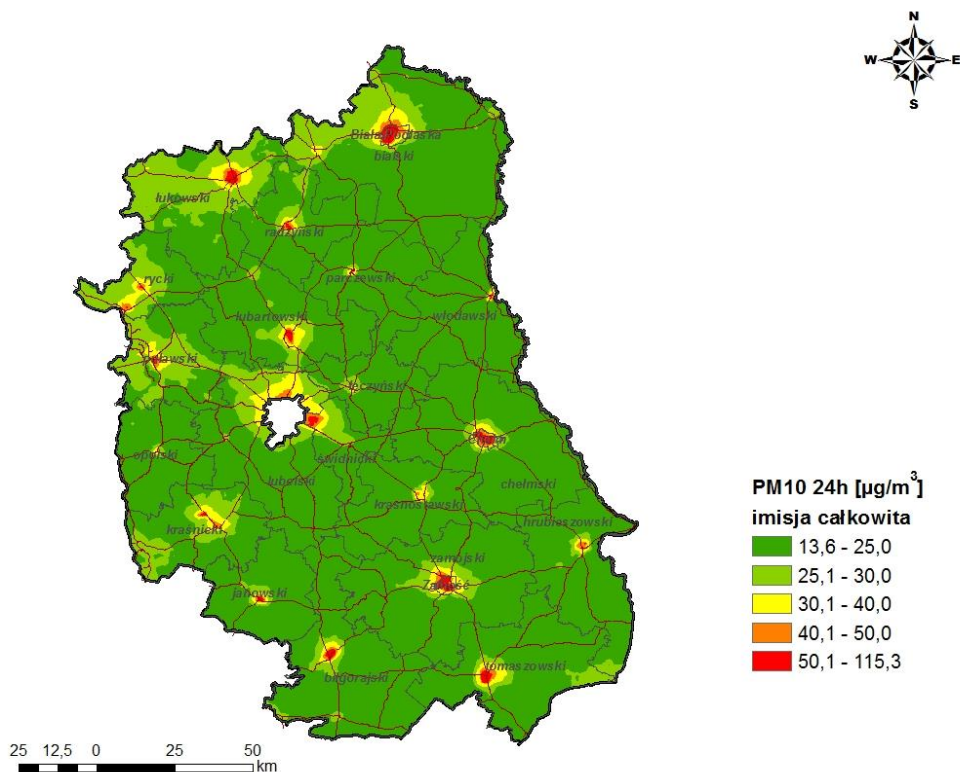 N
W E
S
Biała Podlaska
bialski
łukowski
radzyński
rycki
parczewski
lubartowski
włodawski
puławski
łęczyński
Chełm
opolski
świdnicki
lubelski
chełmski
krasnostawski
kraśnicki
hrubieszowski
zamojski
Zamość
janowski
biłgorajski
tomaszowski
PM10 24h [µg/m³]
imisja całkowita
13,6 - 25,0
25,1 - 30,0
30,1 - 40,0
40,1 - 50,0
50,1 - 115,3
25 12,5 0 25 50
km